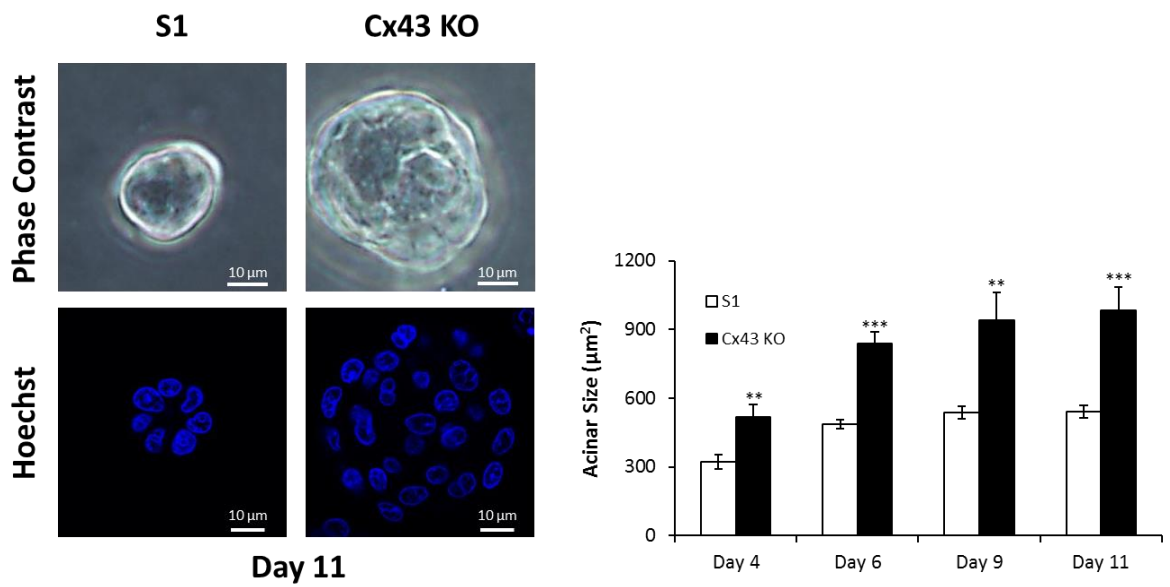 S1
Cx43 KO
Phase Contrast
10 µm
10 µm
Hoechst
10 µm
10 µm
Day 11
Acinar Size (µm²)
1200
900
600
300
0
S1
Cx43 KO
**
***
**
***
Day 4
Day 6
Day 9
Day 11